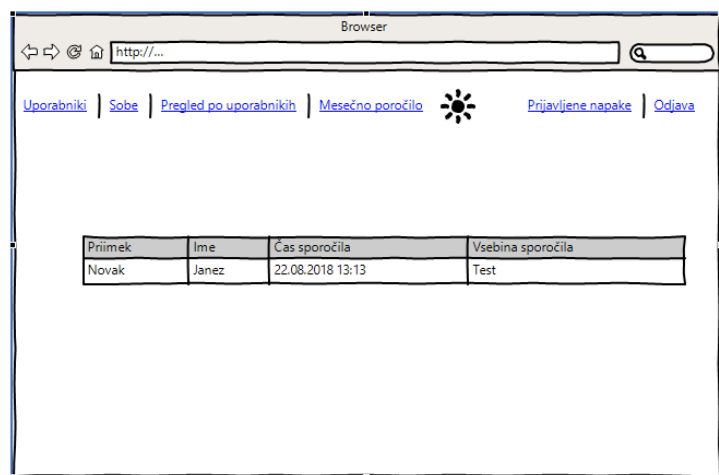 Browser
http://...
Uporabniki Sobe Pregled po uporabnikih Mesečno poročilo Prijavljene napake Odjava
Priimek Ime Čas sporočila Vsebina sporočila
Novak Janez 22.08.2018 13:13 Test